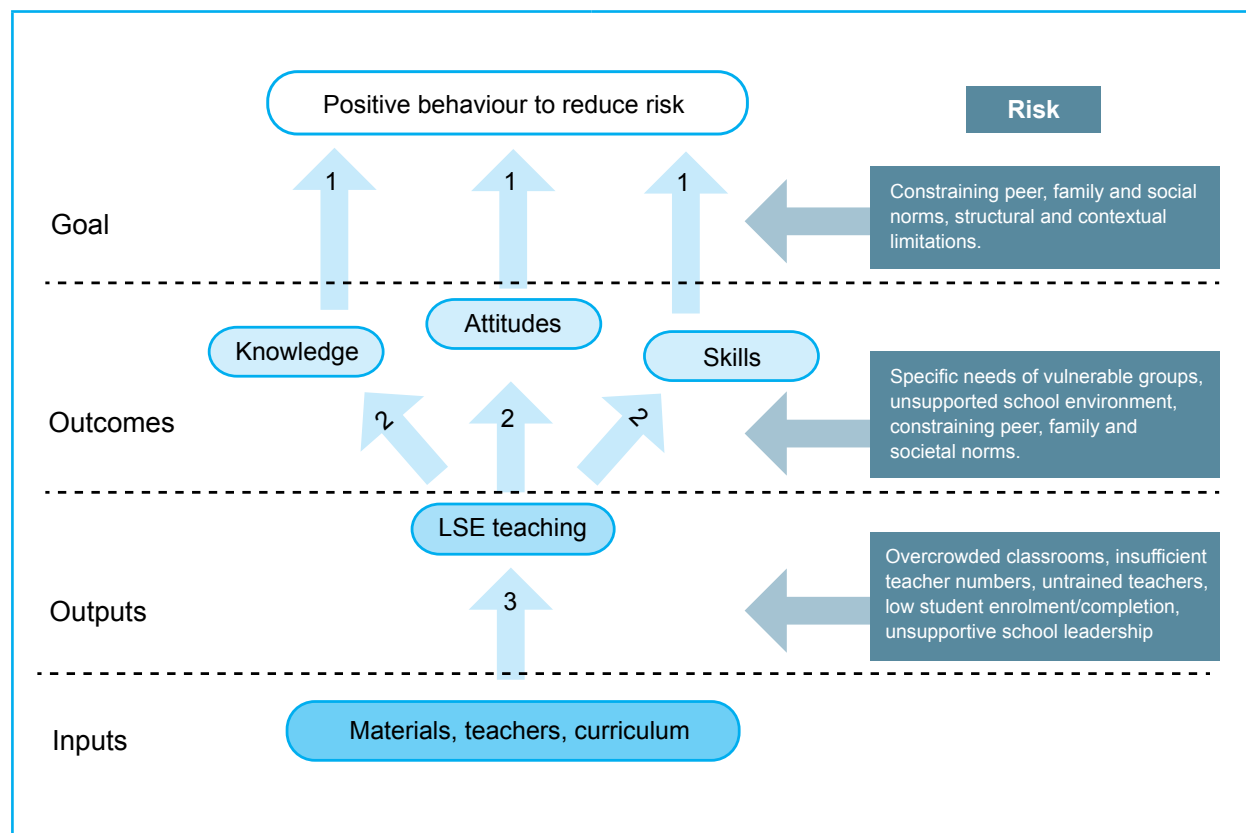 Positive behaviour to reduce risk
Risk
1
1
1
Goal
Constraining peer, family and social
norms, structural and contextual
limitations.
Knowledge
Attitudes
Skills
2
2
2
Outcomes
Specific needs of vulnerable groups,
unsupported school environment,
constraining peer, family and
societal norms.
LSE teaching
3
Outputs
Overcrowded classrooms, insufficient
teacher numbers, untrained teachers,
low student enrolment/completion,
unsupportive school leadership
Inputs
Materials, teachers, curriculum